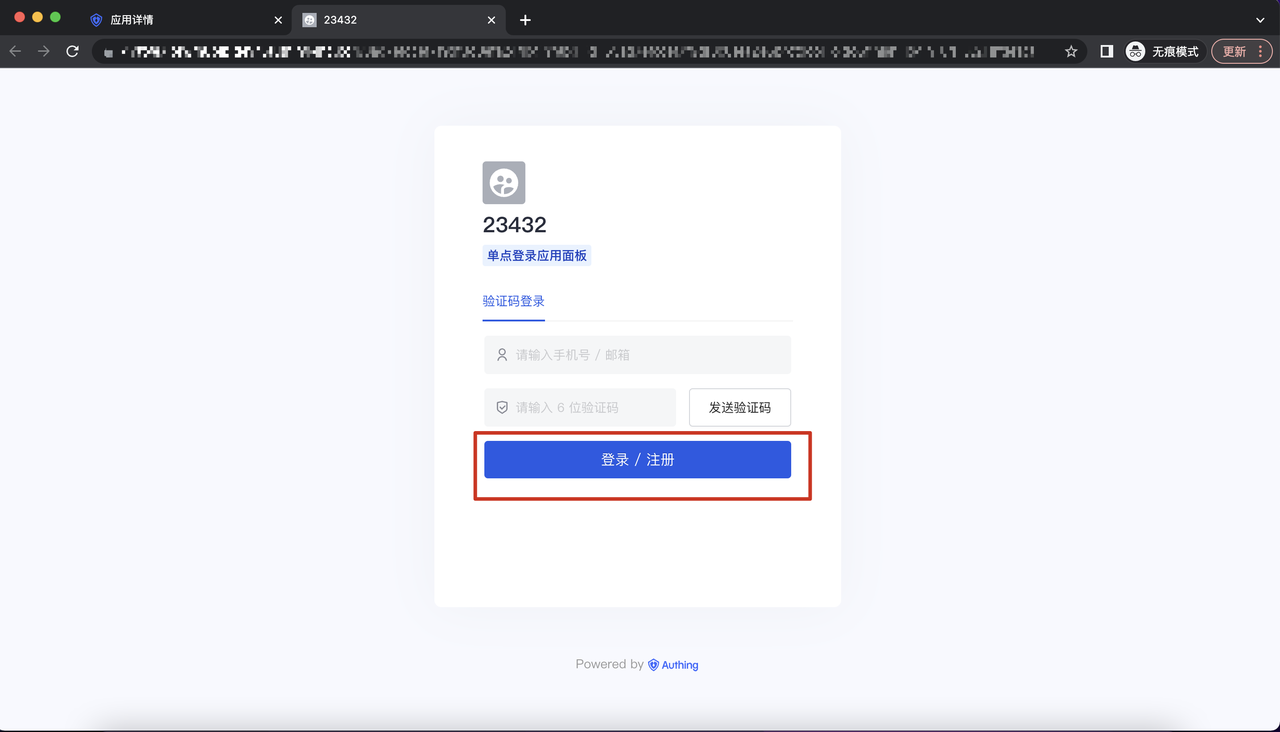 应用详情
23432
无痕模式
更新
23432
单点登录应用面板
验证码登录
请输入手机号 / 邮箱
请输入 6 位验证码
发送验证码
登录 / 注册
Powered by Authing